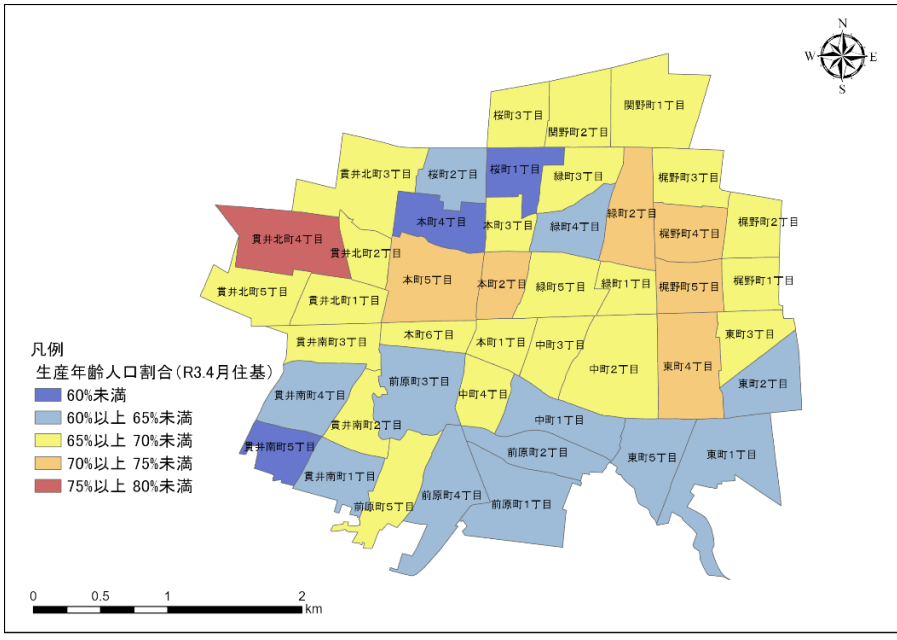 N
W
E
S
関野町1丁目
桜町3丁目
関野町2丁目
貫井北町3丁目
桜町2丁目
桜町1丁目
緑町3丁目
梶野町3丁目
本町4丁目
本町3丁目
緑町4丁目
緑町2丁目
梶野町4丁目
梶野町2丁目
貫井北町4丁目
貫井北町2丁目
本町5丁目
本町2丁目
緑町5丁目
緑町1丁目
梶野町5丁目
梶野町1丁目
貫井北町5丁目
貫井北町1丁目
貫井南町3丁目
本町6丁目
本町1丁目
中町3丁目
東町3丁目
中町2丁目
東町4丁目
東町2丁目
前原町3丁目
中町4丁目
貫井南町4丁目
貫井南町2丁目
中町1丁目
貫井南町5丁目
前原町2丁目
東町5丁目
東町1丁目
貫井南町1丁目
前原町5丁目
前原町4丁目
前原町1丁目
凡例
生産年齢人口割合(R3.4月住基)
60%未満
60%以上 65%未満
65%以上 70%未満
70%以上 75%未満
75%以上 80%未満
0 0.5 1 2
km